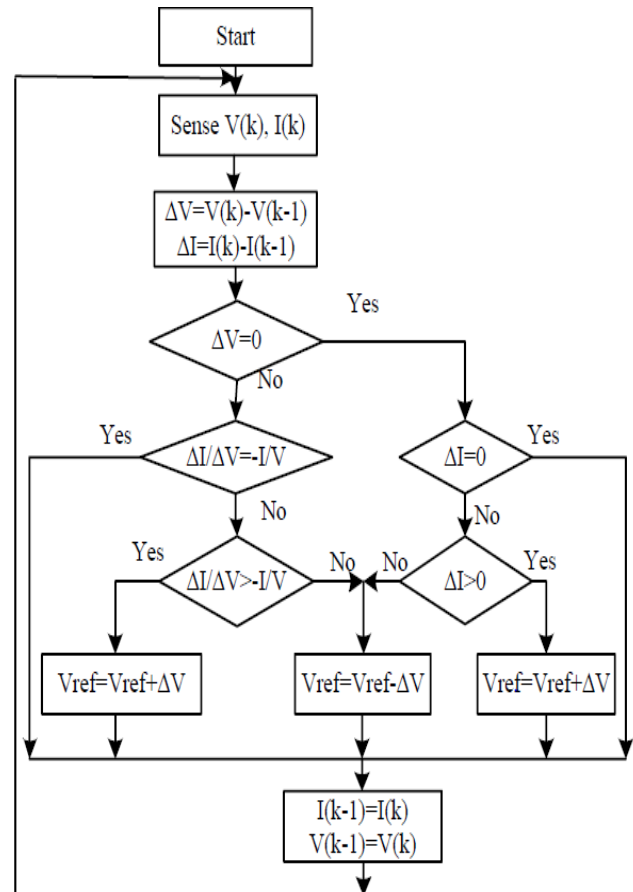 Start
Sense V(k), I(k)
ΔV=V(k)-V(k-1)
ΔI=I(k)-I(k-1)
Yes
ΔV=0
No
Yes
ΔI/ΔV=-I/V
ΔI=0
Yes
No
No
Yes
ΔI/ΔV>-I/V
No
No
ΔI>0
Yes
Vref=Vref+ΔV
Vref=Vref-ΔV
Vref=Vref+ΔV
I(k-1)=I(k)
V(k-1)=V(k)